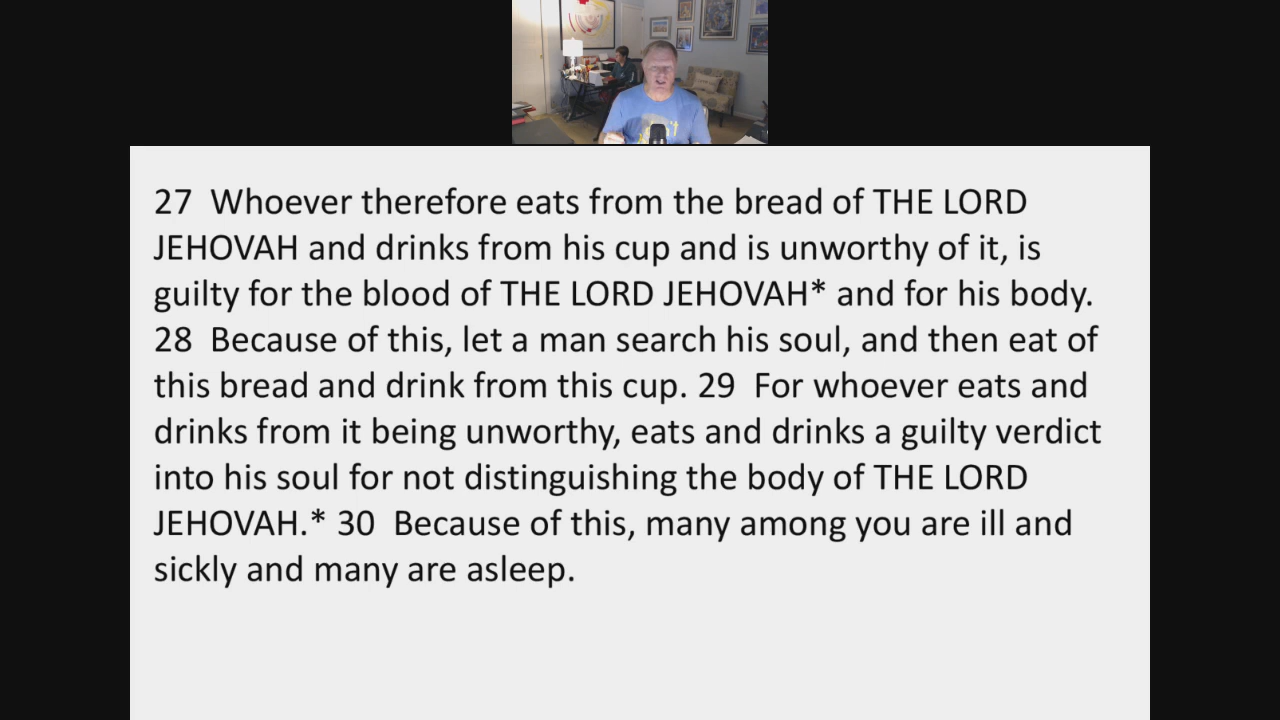 27 Whoever therefore eats from the bread of THE LORD
JEHOVAH and drinks from his cup and is unworthy of it, is
guilty for the blood of THE LORD JEHOVAH* and for his body.
28 Because of this, let a man search his soul, and then eat of
this bread and drink from this cup. 29 For whoever eats and
drinks from it being unworthy, eats and drinks a guilty verdict
into his soul for not distinguishing the body of THE LORD
JEHOVAH.* 30 Because of this, many among you are ill and
sickly and many are asleep.